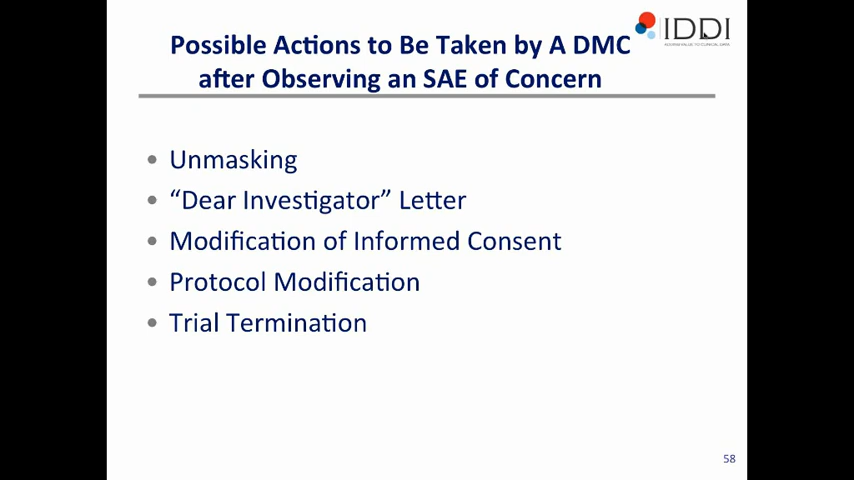 Possible Actions to Be Taken by A DMC
after Observing an SAE of Concern
IDDI
• Unmasking
• “Dear Investigator” Letter
• Modification of Informed Consent
• Protocol Modification
• Trial Termination
58